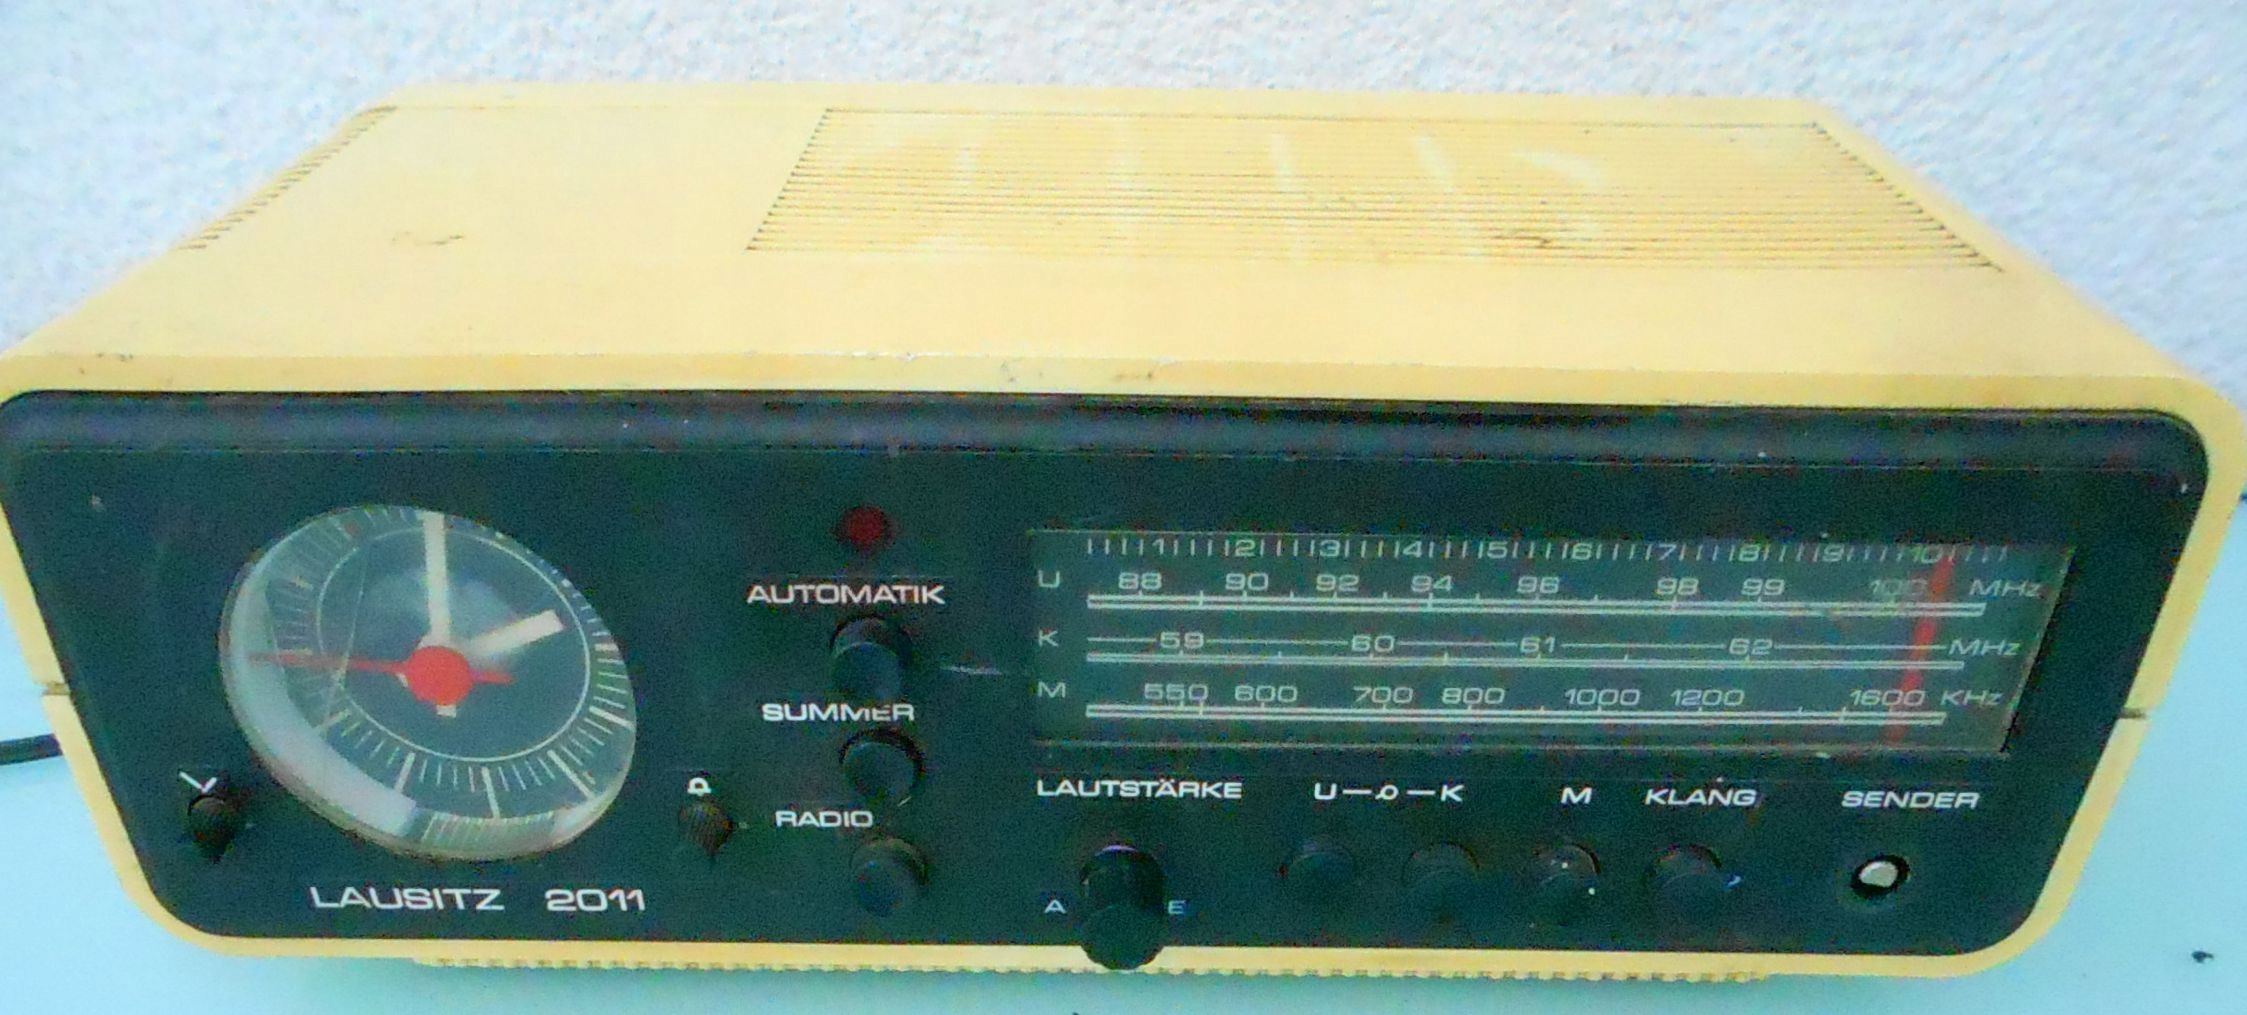 AUTOMATIK
SUMMER
RADIO
LAUSITZ 2011
1 2 3 4 5 6 7 8 9 10
U 88 90 92 94 96 98 99 100 MHz
K 59 60 61 62 MHz
M 550 600 700 800 1000 1200 1600 KHz
LAUTSTÄRKE U K M KLANG SENDER
A E